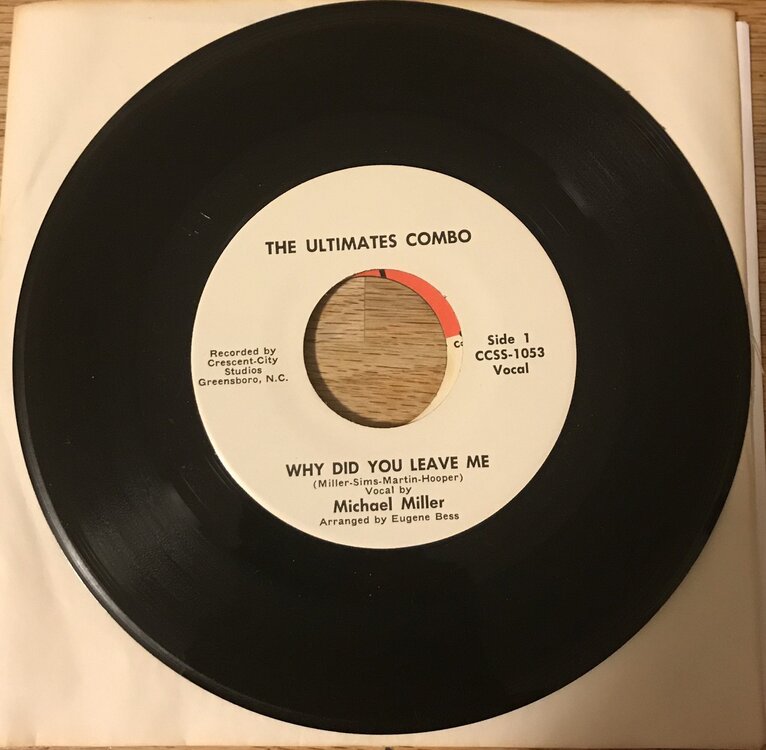 THE ULTIMATES COMBO
Recorded by
Crescent-City
Studios
Greensboro, N.C.
Side 1
CCSS-1053
Vocal
WHY DID YOU LEAVE ME
(Miller-Sims-Martin-Hooper)
Vocal by
Michael Miller
Arranged by Eugene Bess